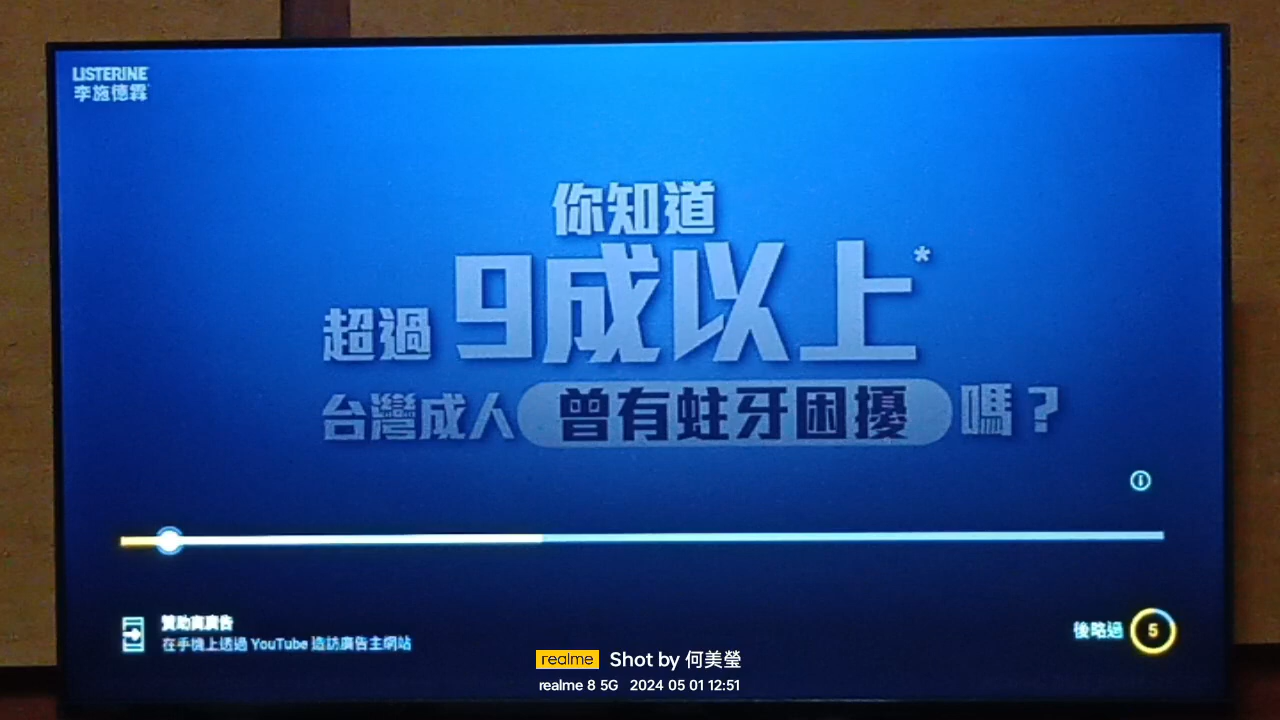 LISTERINE
李施德霖
你知道
超過9成以上*
台灣成人曾有蛀牙困擾嗎？
贊助商廣告
在手機上透過 YouTube 造訪廣告主網站
後略過 5
realme Shot by 何美瑩
realme 8 5G 2024 05 01 12:51